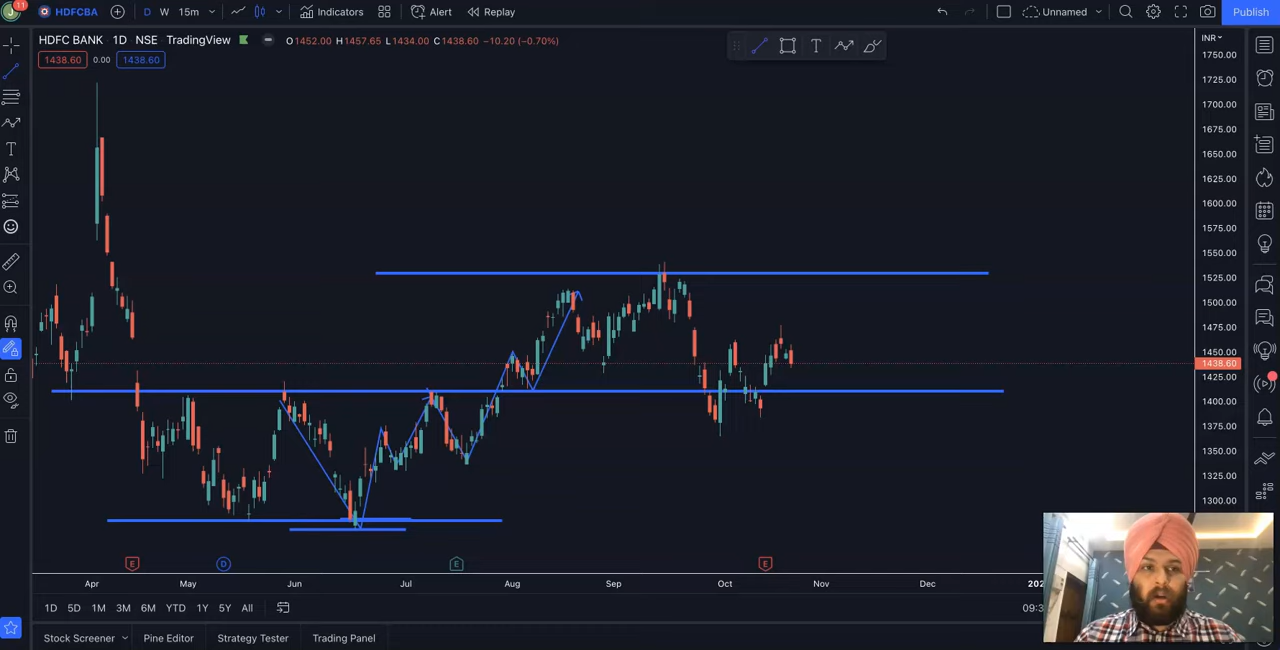 J 11 HDFCBA D W 15m Indicators Alert Replay Unnamed Publish
HDFC BANK 1D NSE TradingView O1452.00 H1457.65 L1434.00 C1438.60 −10.20 (−0.70%)
1438.60 0.00 1438.60
INR
1750.00
1725.00
1700.00
1675.00
1650.00
1625.00
1600.00
1575.00
1550.00
1525.00
1500.00
1475.00
1450.00
1438.60
1425.00
1400.00
1375.00
1350.00
1325.00
1300.00
E D E E
Apr May Jun Jul Aug Sep Oct Nov Dec
1D 5D 1M 3M 6M YTD 1Y 5Y All
Stock Screener Pine Editor Strategy Tester Trading Panel